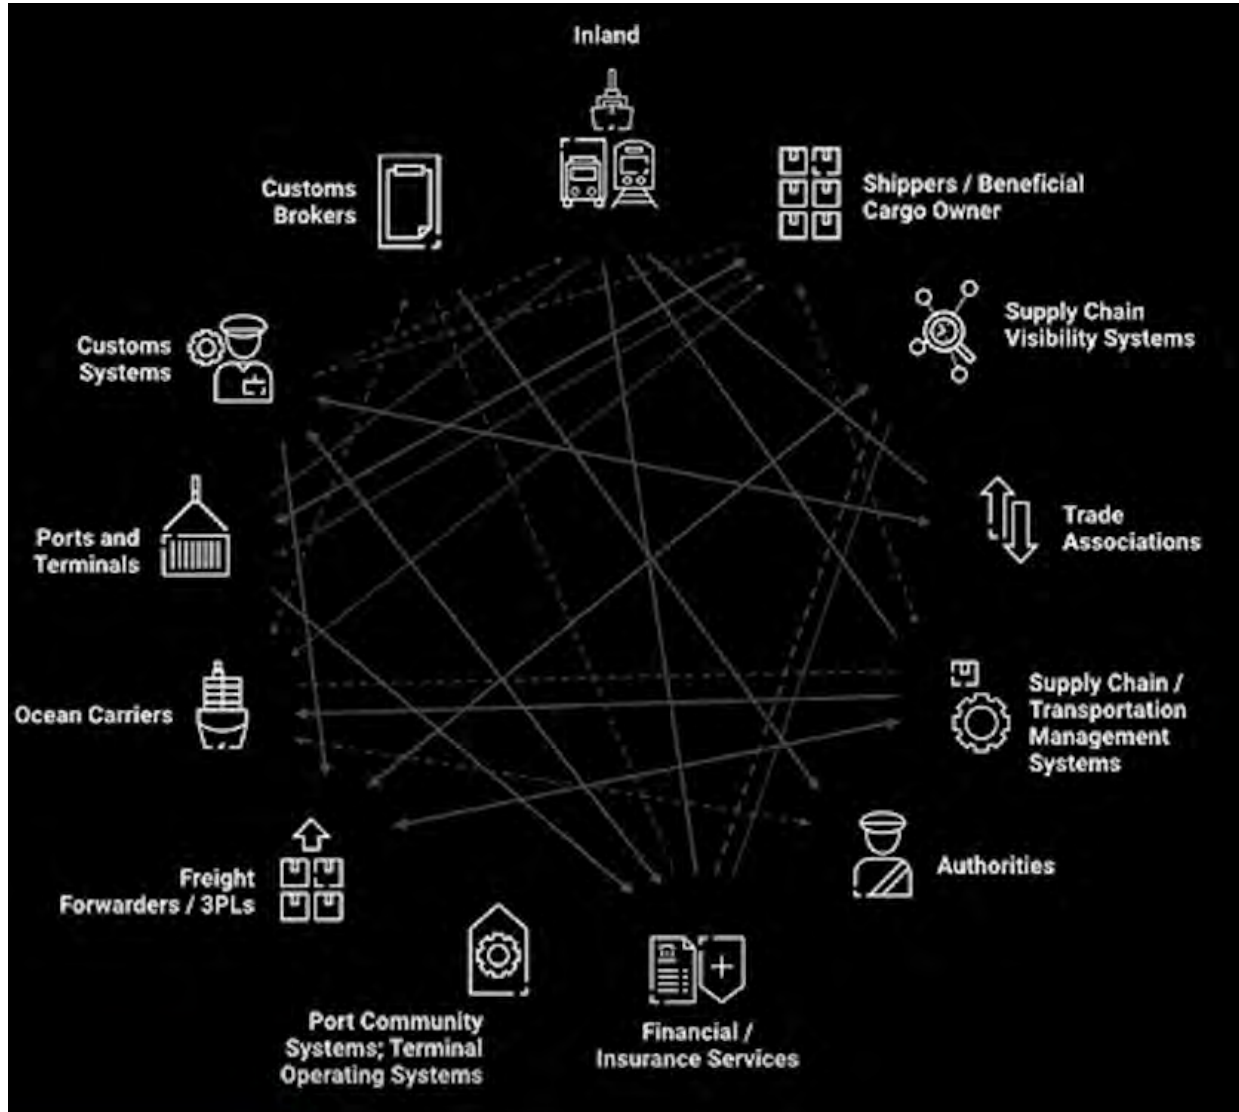 Inland
Customs
Brokers
Shippers / Beneficial
Cargo Owner
Customs
Systems
Supply Chain
Visibility Systems
Ports and
Terminals
Trade
Associations
Ocean Carriers
Supply Chain /
Transportation
Management
Systems
Freight
Forwarders / 3PLs
Authorities
Port Community
Systems; Terminal
Operating Systems
Financial /
Insurance Services